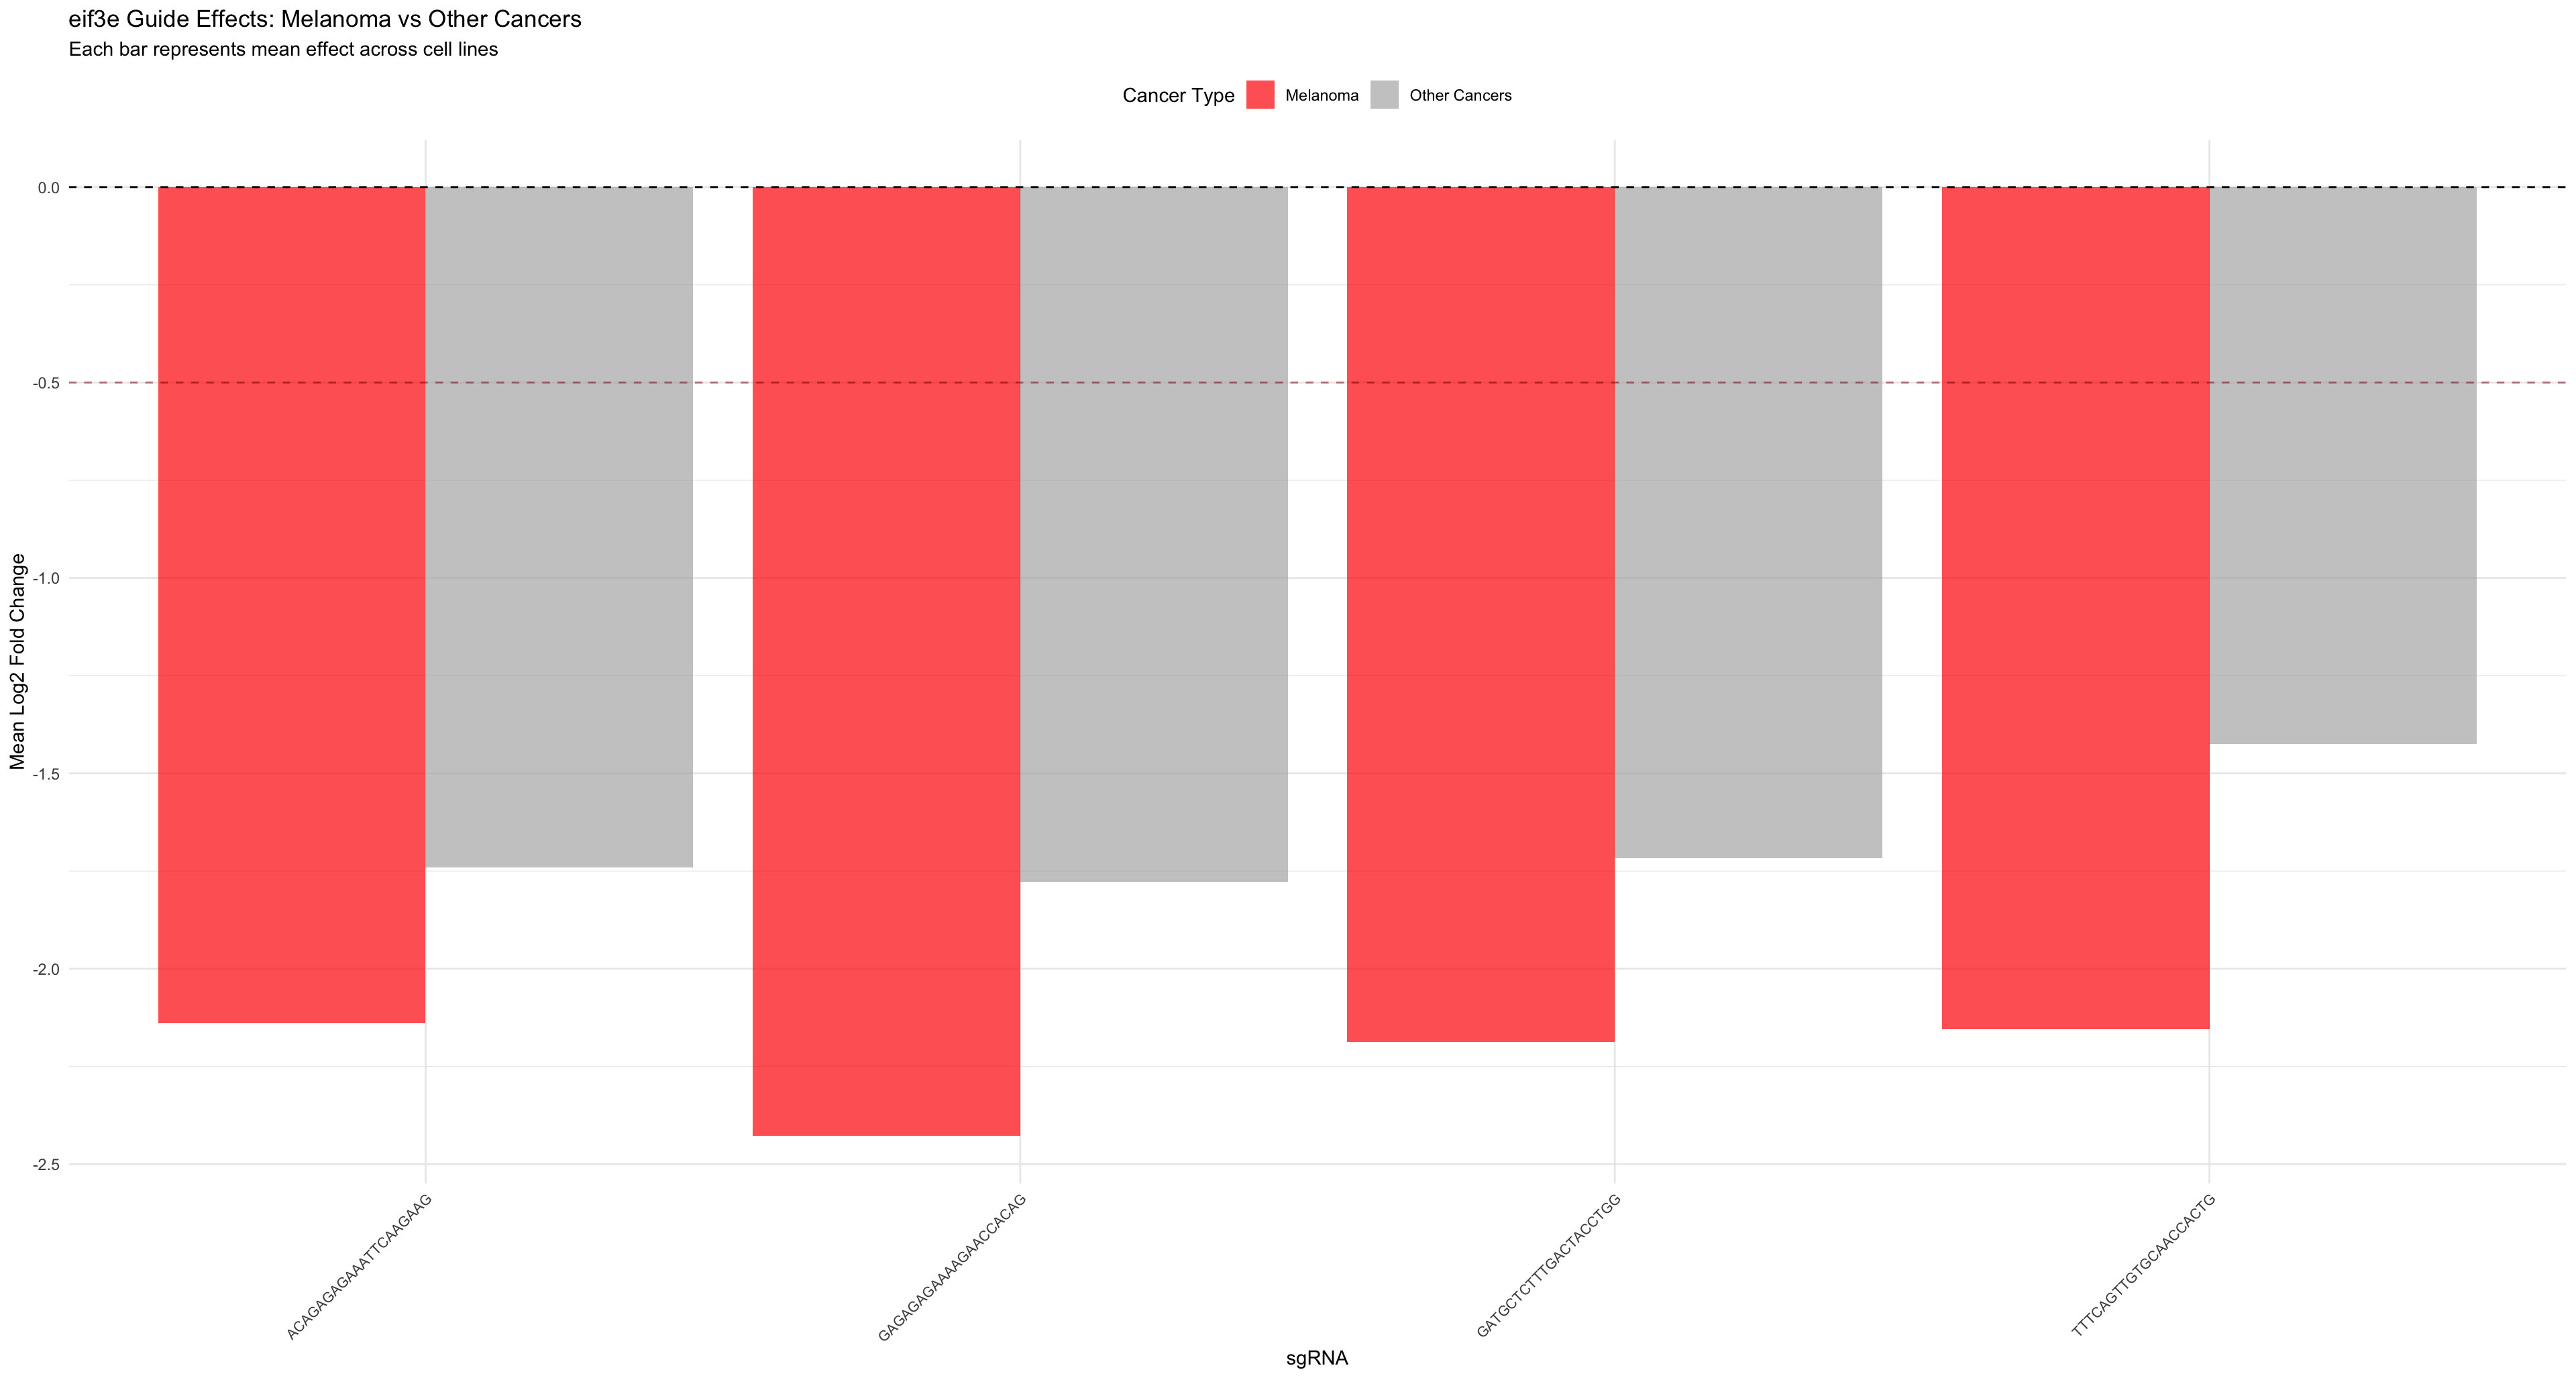 eif3e Guide Effects: Melanoma vs Other Cancers
Each bar represents mean effect across cell lines
Cancer Type Melanoma Other Cancers
Mean Log2 Fold Change
0.0
-0.5
-1.0
-1.5
-2.0
-2.5
ACAGAGAGAAATTCAAGAAG
GAGAGAGAAAAGAACCACAG
GATGCTCTTTGACTACCTGG
TTTCAGTTGTGCAACCACTG
sgRNA